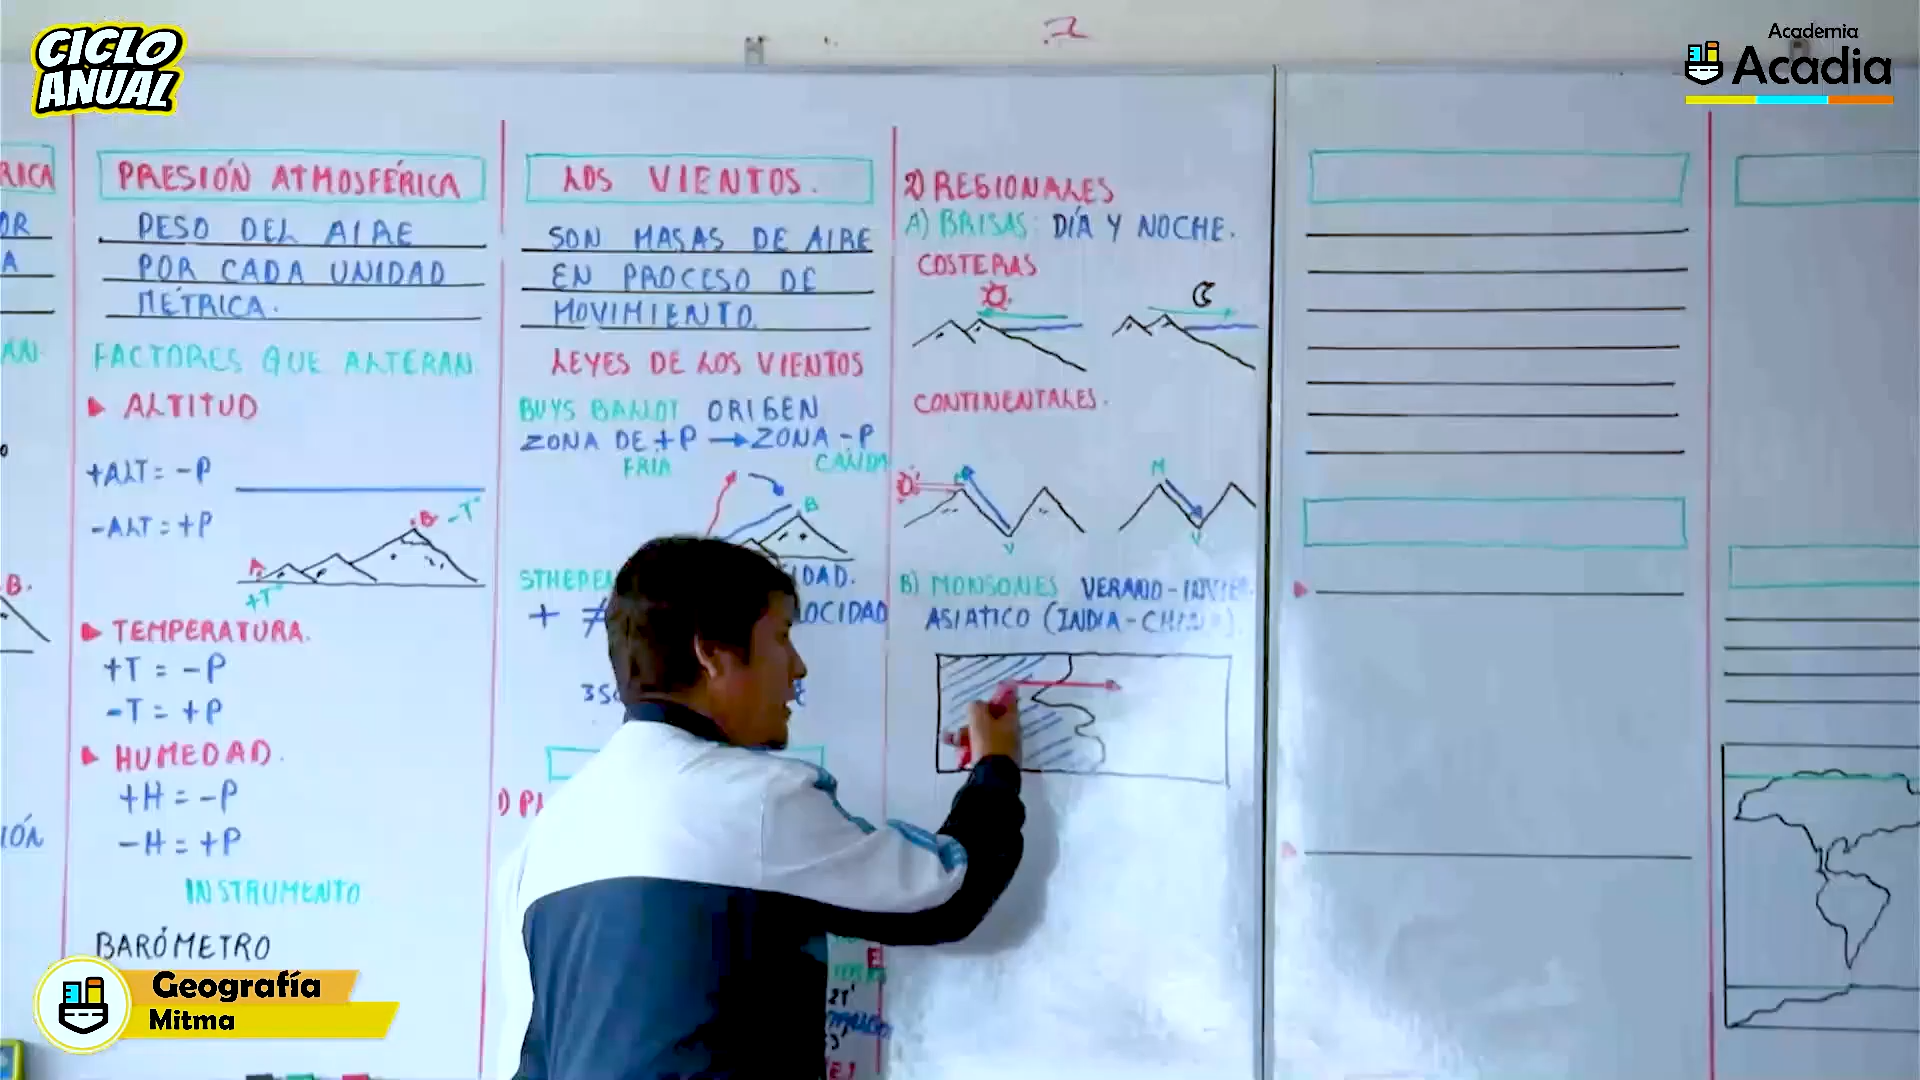 CICLO
ANUAL
Academia
Acadia
PRESIÓN ATMOSFÉRICA
PESO DEL AIRE
POR CADA UNIDAD
MÉTRICA.
FACTORES QUE ALTERAN
ALTITUD
+ALT = -P
-ALT = +P
A
+T°
B -T°
TEMPERATURA.
+T = -P
-T = +P
HUMEDAD.
+H = -P
-H = +P
INSTRUMENTO
BARÓMETRO
LOS VIENTOS.
SON MASAS DE AIRE
EN PROCESO DE
MOVIMIENTO
LEYES DE LOS VIENTOS
BUYS BALLOT ORIGEN
ZONA DE +P → ZONA -P
FRIA
B
2) REGIONALES
A) BRISAS: DÍA Y NOCHE.
COSTERAS
CONTINENTALES.
M
V
V
B) MONSONES VERANO-
ASIATICO (INDIA-
Geografía
Mitma